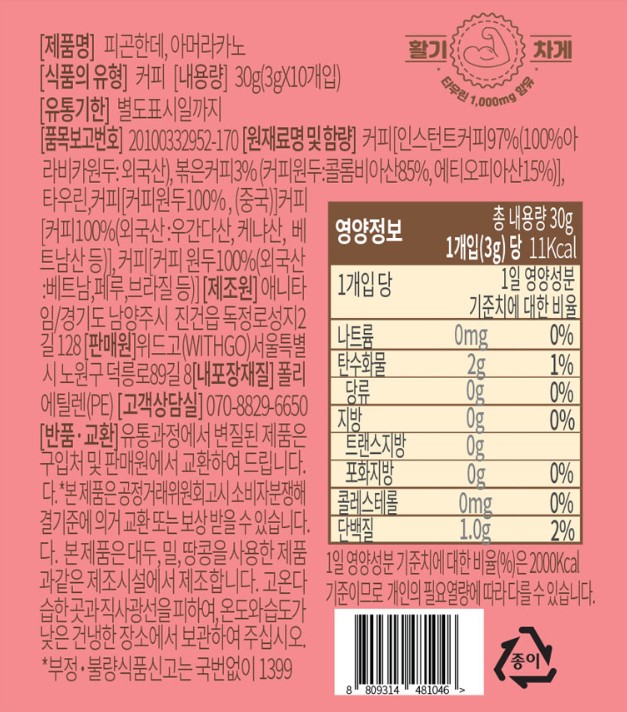 [제품명] 피곤한데, 아머라카노
[식품의 유형] 커피 [내용량] 30g(3gX10개입)
[유통기한] 별도표시일까지
활기 차게
타우린 1,000mg 함유
[품목보고번호] 20100332952-170 [원재료명 및 함량] 커피[인스턴트커피97%(100%아
라비카원두: 외국산), 볶은커피3% (커피원두:콜롬비아산85%, 에티오피아산15%)],
타우린,커피[커피원두100% , (중국)]커피
[커피100%(외국산 :우간다산, 케냐산, 베
트남산 등)], 커피[커피 원두100%(외국산
:베트남,페루,브라질 등)] [제조원] 애니타
임/경기도 남양주시 진건읍 독정로성지2
길 128 [판매원]위드고(WITHGO)서울특별
시 노원구 덕릉로89길 8[내포장재질] 폴리
에틸렌(PE) [고객상담실] 070-8829-6650
[반품·교환]유통과정에서 변질된 제품은
구입처 및 판매원에서 교환하여 드립니다.
다. *본 제품은 공정거래위원회고시 소비자분쟁해
결기준에 의거 교환 또는 보상 받을 수 있습니다.
다. 본제품은 대두, 밀, 땅콩을 사용한 제품
과 같은 제조시설에서 제조합니다. 고온다
습한 곳과 직사광선을 피하여, 온도와 습도가
낮은 건냉한 장소에서 보관하여 주십시오.
*부정·불량식품신고는 국번없이 1399
영양정보
총 내용량 30g
1개입(3g) 당 11Kcal
1개입 당
1일 영양성분
기준치에 대한 비율
나트륨 0mg 0%
탄수화물 2g 1%
당류 0g 0%
지방 0g 0%
트랜스지방 0g
포화지방 0g 0%
콜레스테롤 0mg 0%
단백질 1.0g 2%
1일 영양성분 기준치에 대한 비율(%)은 2000Kcal
기준이므로 개인의 필요열량에 따라 다를 수 있습니다.
8 809314 481046 >
종이